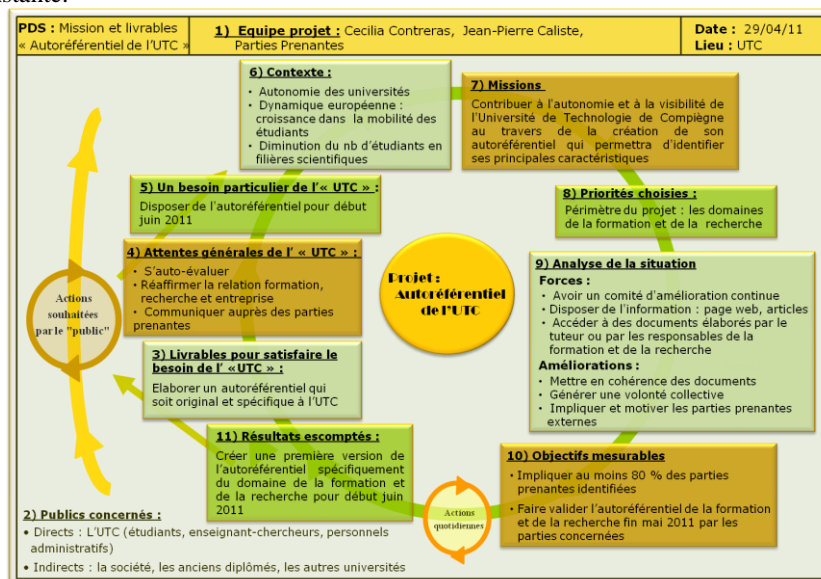 PDS : Mission et livrables
« Autoréférentiel de l'UTC »
1) Equipe projet : Cecilia Contreras, Jean-Pierre Caliste,
Parties Prenantes
Date : 29/04/11
Lieu : UTC
6) Contexte :
• Autonomie des universités
• Dynamique européenne :
croissance dans la mobilité des
étudiants
• Diminution du nb d'étudiants en
filières scientifiques
7) Missions
Contribuer à l'autonomie et à la visibilité de
l'Université de Technologie de Compiègne
au travers de la création de son
autoréférentiel qui permettra d'identifier
ses principales caractéristiques
5) Un besoin particulier de l'« UTC » :
Disposer de l'autoréférentiel pour début
juin 2011
8) Priorités choisies :
Périmètre du projet : les domaines
de la formation et de la recherche
4) Attentes générales de l' « UTC » :
• S'auto-évaluer
• Réaffirmer la relation formation,
recherche et entreprise
• Communiquer auprès des parties
prenantes
Projet :
Autoréférentiel
de l'UTC
9) Analyse de la situation
Forces :
• Avoir un comité d'amélioration continue
• Disposer de l'information : page web, articles
• Accéder à des documents élaborés par le
tuteur ou par les responsables de la
formation et de la recherche
Améliorations :
• Mettre en cohérence des documents
• Générer une volonté collective
• Impliquer et motiver les parties prenantes
externes
Actions
souhaitées
par le "public"
3) Livrables pour satisfaire le
besoin de l' «UTC » :
Elaborer un autoréférentiel qui
soit original et spécifique à l'UTC
11) Résultats escomptés :
Créer une première version de
l'autoréférentiel spécifiquement
du domaine de la formation et
de la recherche pour début juin
2011
10) Objectifs mesurables
• Impliquer au moins 80 % des parties
prenantes identifiées
• Faire valider l'autoréférentiel de la formation
et de la recherche fin mai 2011 par les
parties concernées
Actions
quotidiennes
2) Publics concernés :
• Directs : L'UTC (étudiants, enseignant-chercheurs, personnels
administratifs)
• Indirects : la société, les anciens diplômés, les autres universités